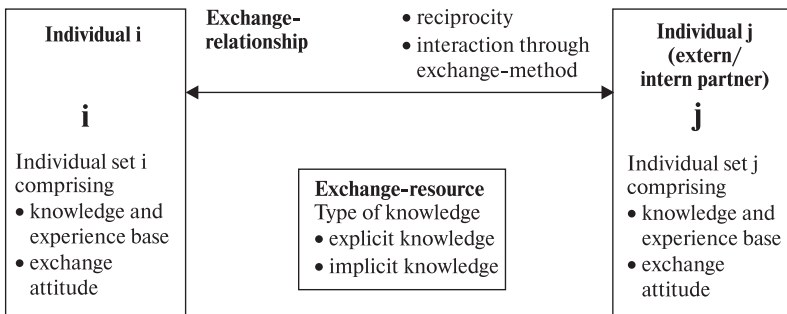 Individual i
i
Individual set i
comprising
• knowledge and
experience base
• exchange
attitude
Exchange-
relationship
• reciprocity
• interaction through
exchange-method
Exchange-resource
Type of knowledge
• explicit knowledge
• implicit knowledge
Individual j
(extern/
intern partner)
j
Individual set j
comprising
• knowledge and
experience base
• exchange
attitude